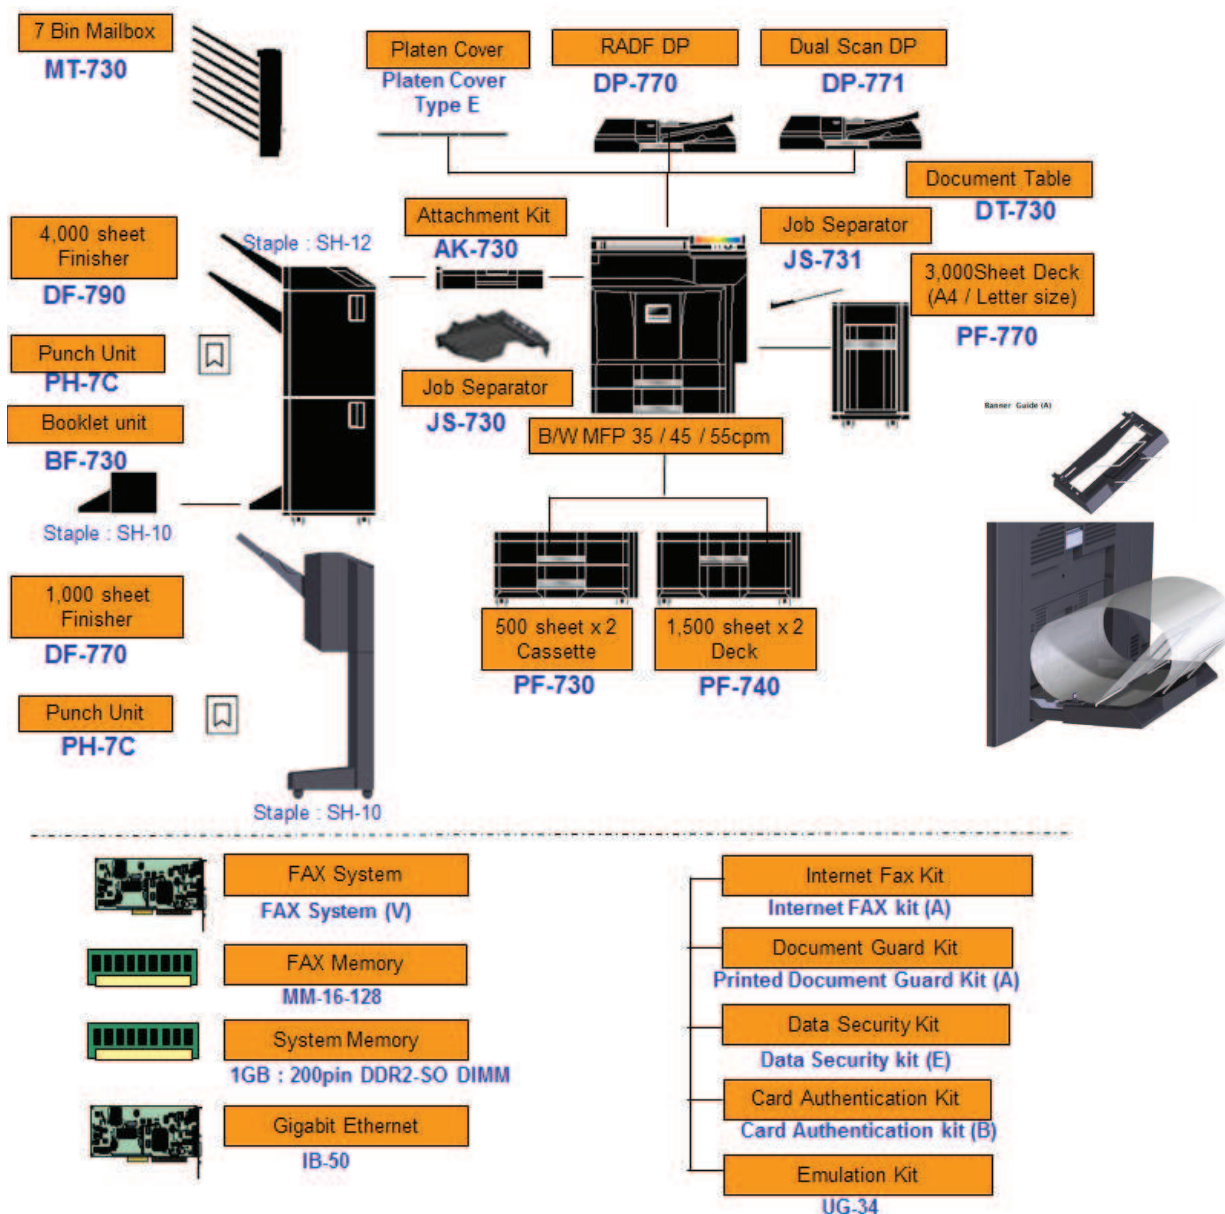 7 Bin Mailbox
MT-730
Platen Cover
Platen Cover
Type E
RADF DP
DP-770
Dual Scan DP
DP-771
Document Table
DT-730
4,000 sheet
Finisher
DF-790
Staple : SH-12
Attachment Kit
AK-730
Job Separator
JS-731
3,000Sheet Deck
(A4 / Letter size)
PF-770
Punch Unit
PH-7C
Job Separator
JS-730
Booklet unit
BF-730
Staple : SH-10
B/W MFP 35 / 45 / 55cpm
Banner Guide (A)
1,000 sheet
Finisher
DF-770
500 sheet x 2
Cassette
PF-730
1,500 sheet x 2
Deck
PF-740
Punch Unit
PH-7C
Staple : SH-10
FAX System
FAX System (V)
FAX Memory
MM-16-128
System Memory
1GB : 200pin DDR2-SO DIMM
Gigabit Ethernet
IB-50
Internet Fax Kit
Internet FAX kit (A)
Document Guard Kit
Printed Document Guard Kit (A)
Data Security Kit
Data Security kit (E)
Card Authentication Kit
Card Authentication kit (B)
Emulation Kit
UG-34